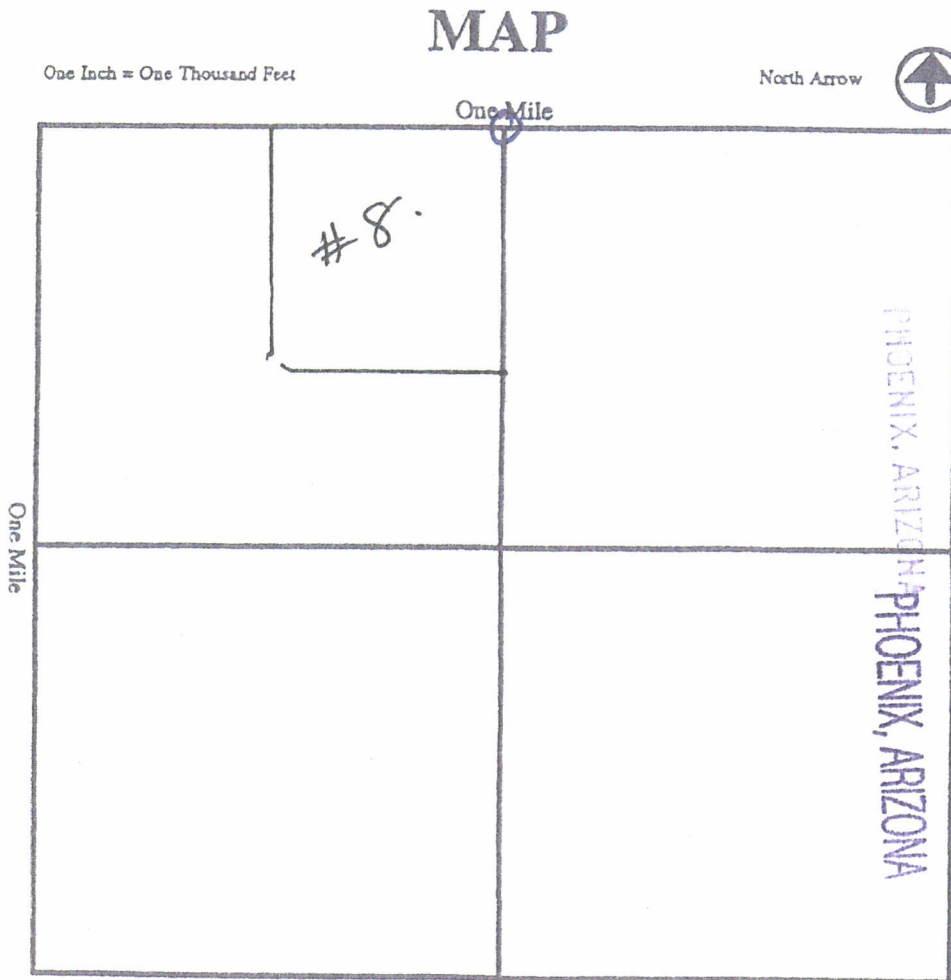 MAP
One Inch = One Thousand Feet
North Arrow
One Mile
# 8.
One Mile
PHOENIX, ARIZONA
PHOENIX, ARIZONA